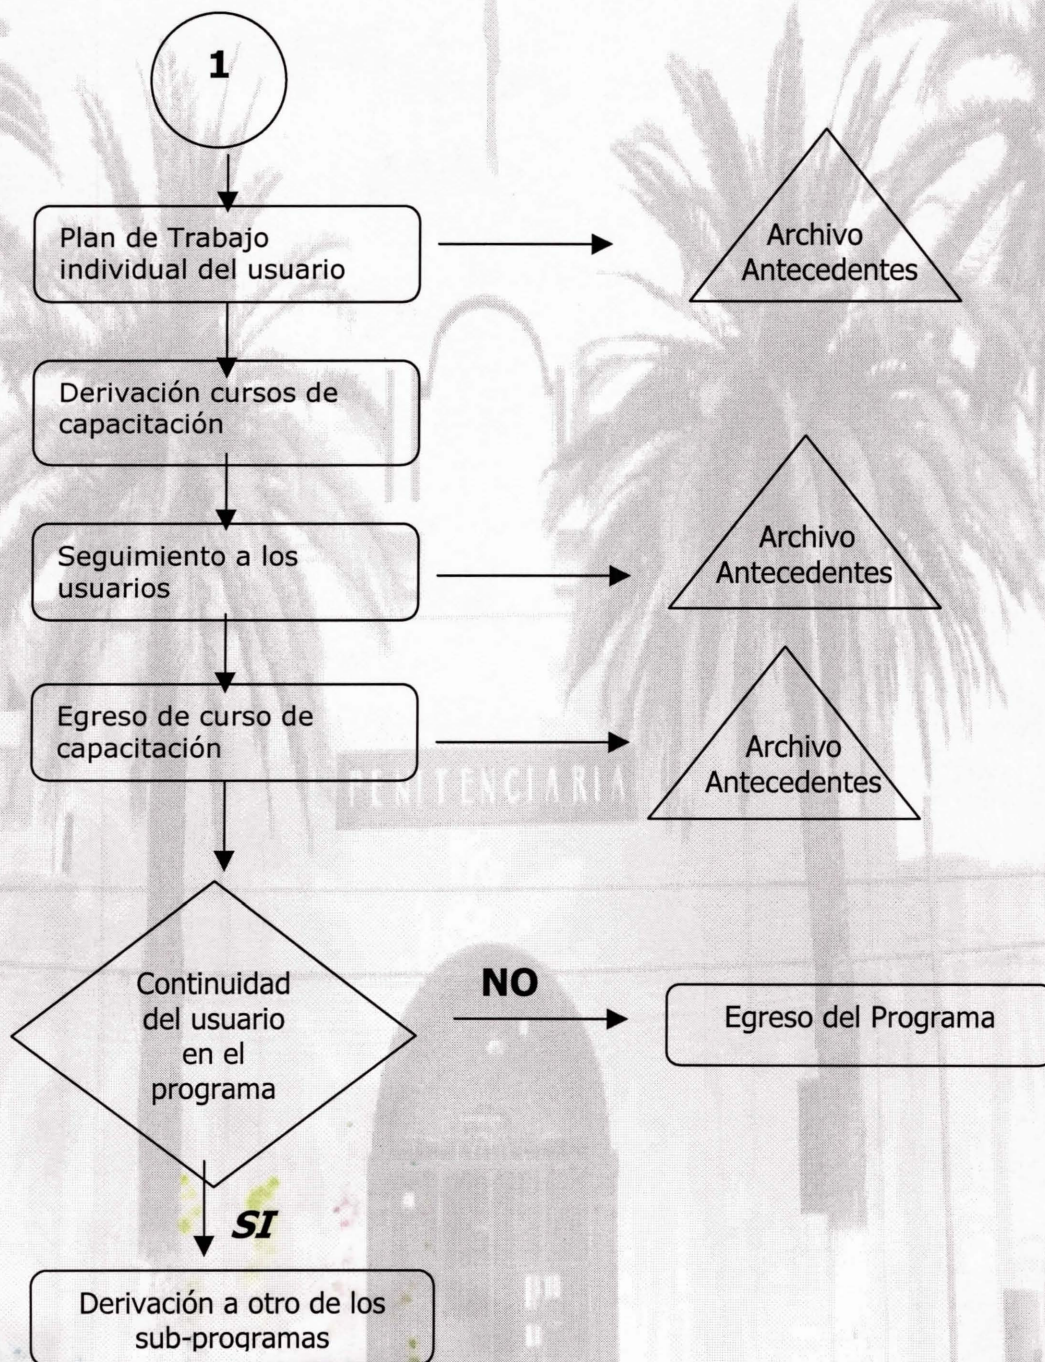 1
Plan de Trabajo
individual del usuario
Archivo
Antecedentes
Derivación cursos de
capacitación
Seguimiento a los
usuarios
Archivo
Antecedentes
Egreso de curso de
capacitación
Archivo
Antecedentes
PENITENCIARIA
Continuidad
del usuario
en el
programa
NO
Egreso del Programa
SI
Derivación a otro de los
sub-programas